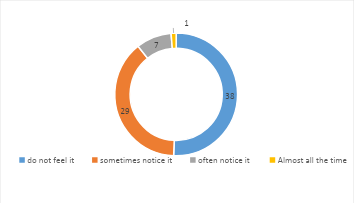 1
7
38
29
do not feel it sometimes notice it often notice it Almost all the time